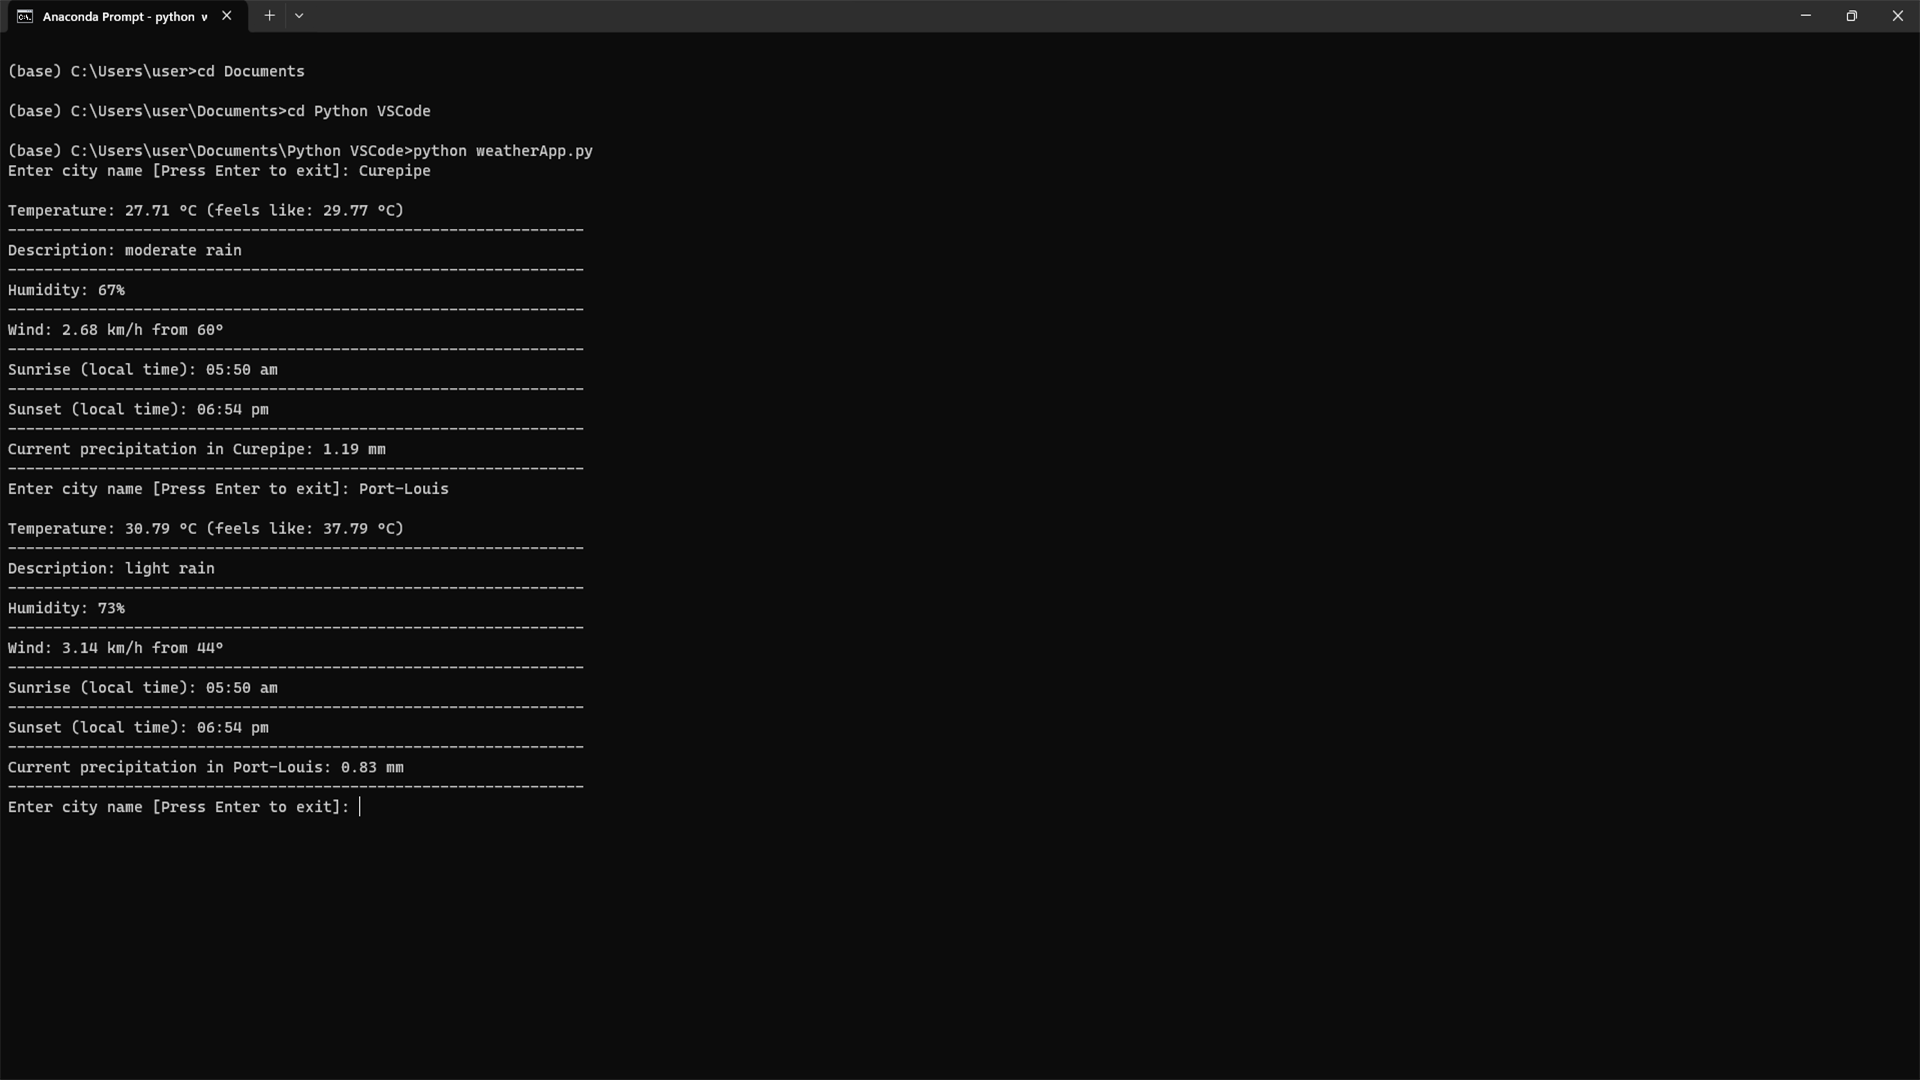 Anaconda Prompt - python
(base) C:\Users\user>cd Documents
(base) C:\Users\user\Documents>cd Python VSCode
(base) C:\Users\user\Documents\Python VSCode>python weatherApp.py
Enter city name [Press Enter to exit]: Curepipe
Temperature: 27.71 °C (feels like: 29.77 °C)
----------------------------------------------------------------
Description: moderate rain
----------------------------------------------------------------
Humidity: 67%
----------------------------------------------------------------
Wind: 2.68 km/h from 60°
----------------------------------------------------------------
Sunrise (local time): 05:50 am
----------------------------------------------------------------
Sunset (local time): 06:54 pm
----------------------------------------------------------------
Current precipitation in Curepipe: 1.19 mm
----------------------------------------------------------------
Enter city name [Press Enter to exit]: Port-Louis
Temperature: 30.79 °C (feels like: 37.79 °C)
----------------------------------------------------------------
Description: light rain
----------------------------------------------------------------
Humidity: 73%
----------------------------------------------------------------
Wind: 3.14 km/h from 44°
----------------------------------------------------------------
Sunrise (local time): 05:50 am
----------------------------------------------------------------
Sunset (local time): 06:54 pm
----------------------------------------------------------------
Current precipitation in Port-Louis: 0.83 mm
----------------------------------------------------------------
Enter city name [Press Enter to exit]: